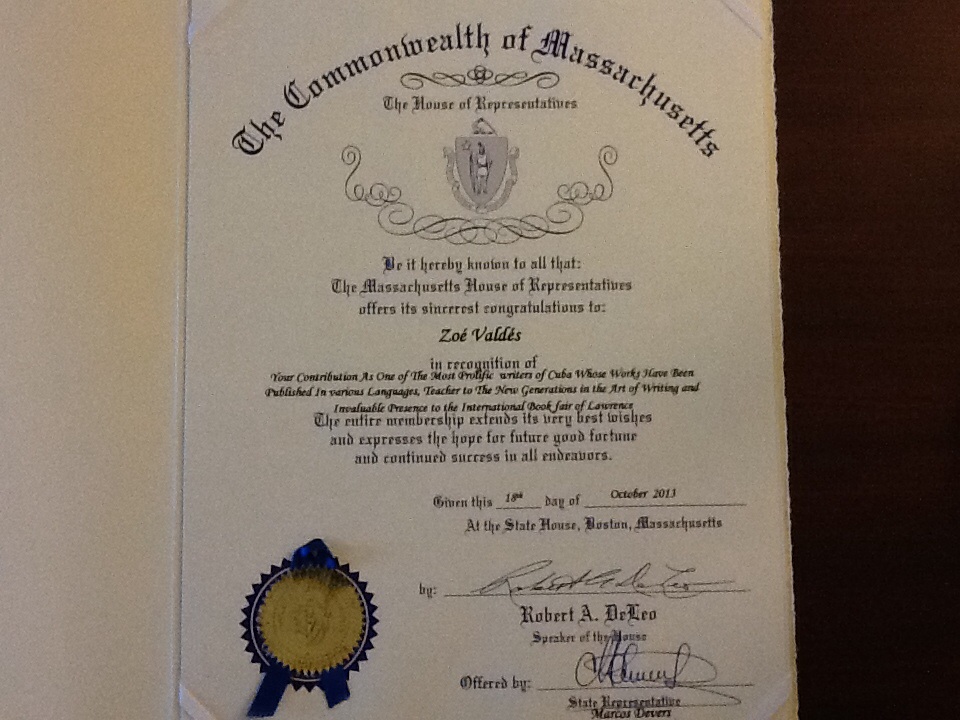 The Commonwealth of Massachusetts
The House of Representatives
Be it hereby known to all that:
The Massachusetts House of Representatives
offers its sincerest congratulations to:
Zoé Valdés
in recognition of
Your Contribution As One of The Most Prolific writers of Cuba Whose Works Have Been
Published In various Languages, Teacher to The New Generations in the Art of Writing and
Invaluable Presence to the International Book fair of Lawrence
The entire membership extends its very best wishes
and expresses the hope for future good fortune
and continued success in all endeavors.
Given this 18th day of October 2013
At the State House, Boston, Massachusetts
by: Robert A. DeLeo
Robert A. DeLeo
Speaker of the House
Offered by:
State Representative
Marcos Devers